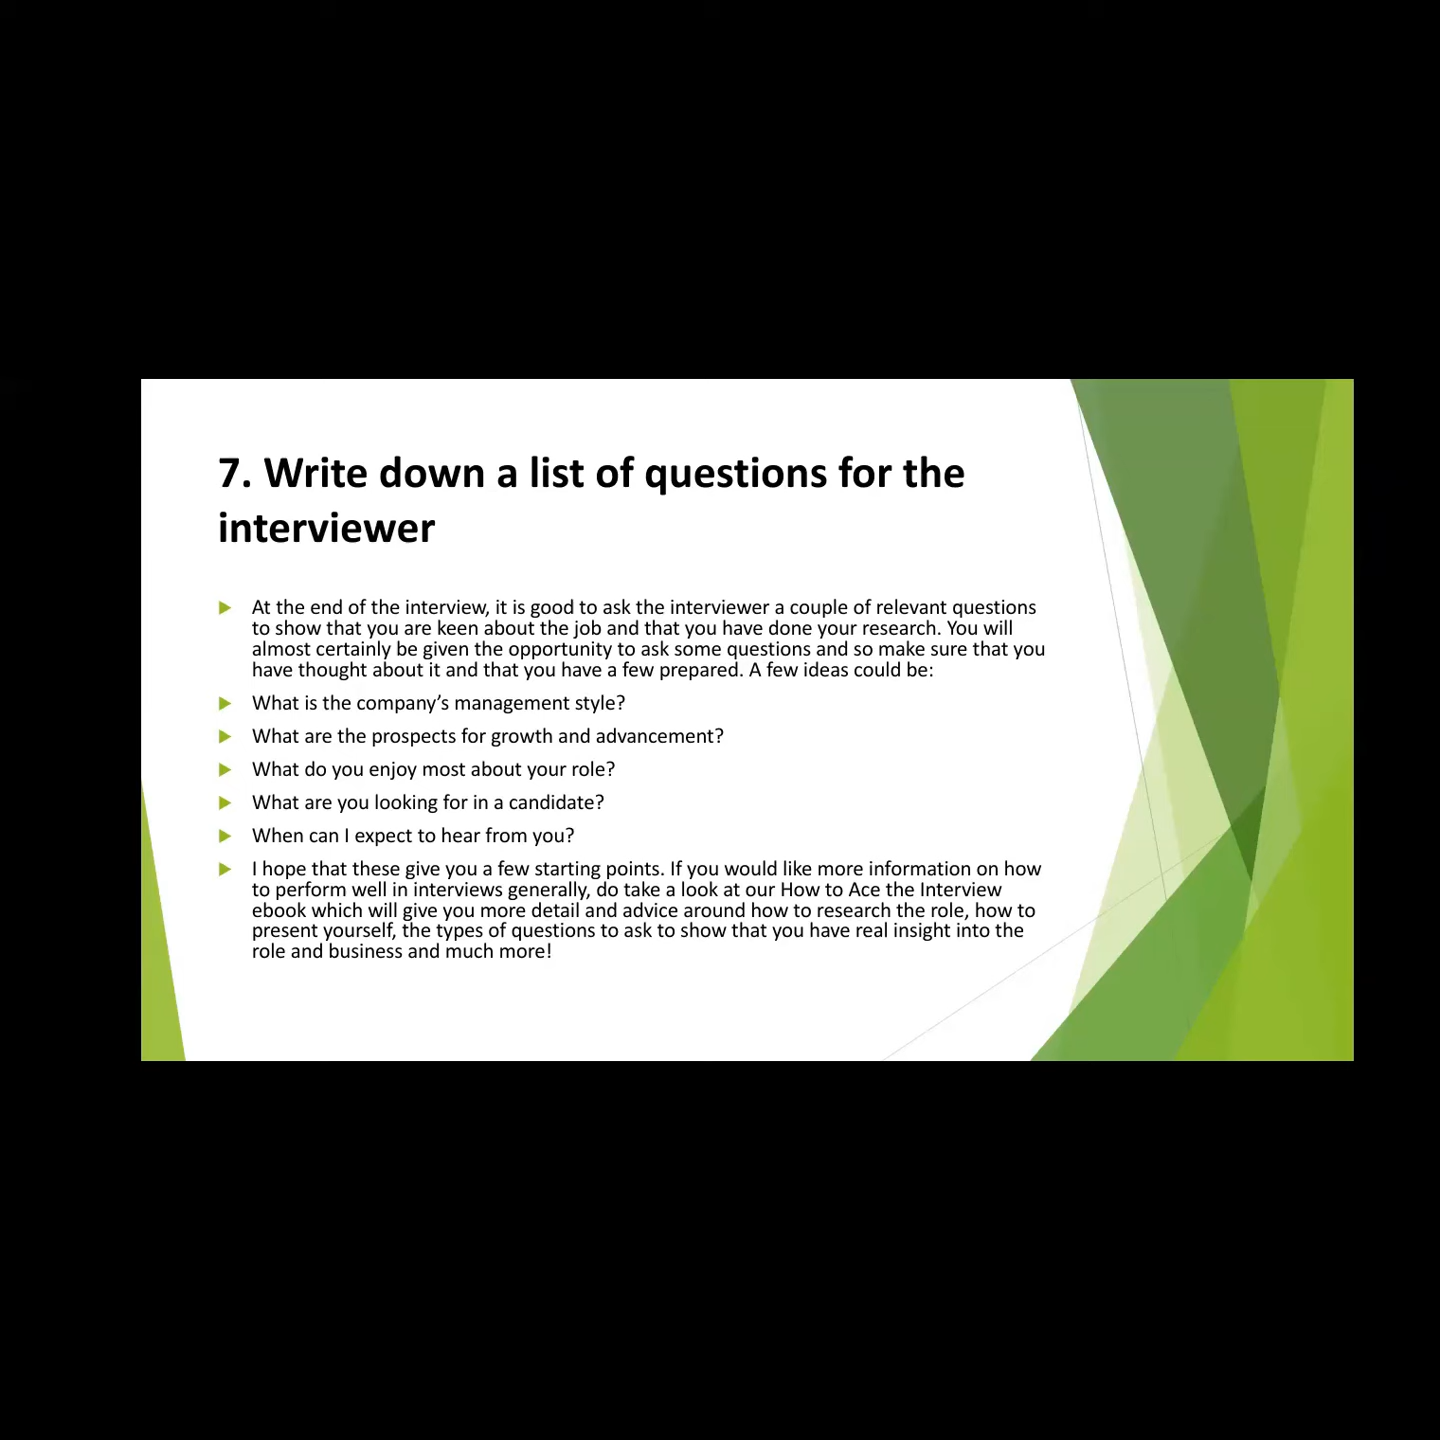 7. Write down a list of questions for the
interviewer
At the end of the interview, it is good to ask the interviewer a couple of relevant questions
to show that you are keen about the job and that you have done your research. You will
almost certainly be given the opportunity to ask some questions and so make sure that you
have thought about it and that you have a few prepared. A few ideas could be:
What is the company’s management style?
What are the prospects for growth and advancement?
What do you enjoy most about your role?
What are you looking for in a candidate?
When can I expect to hear from you?
I hope that these give you a few starting points. If you would like more information on how
to perform well in interviews generally, do take a look at our How to Ace the Interview
ebook which will give you more detail and advice around how to research the role, how to
present yourself, the types of questions to ask to show that you have real insight into the
role and business and much more!